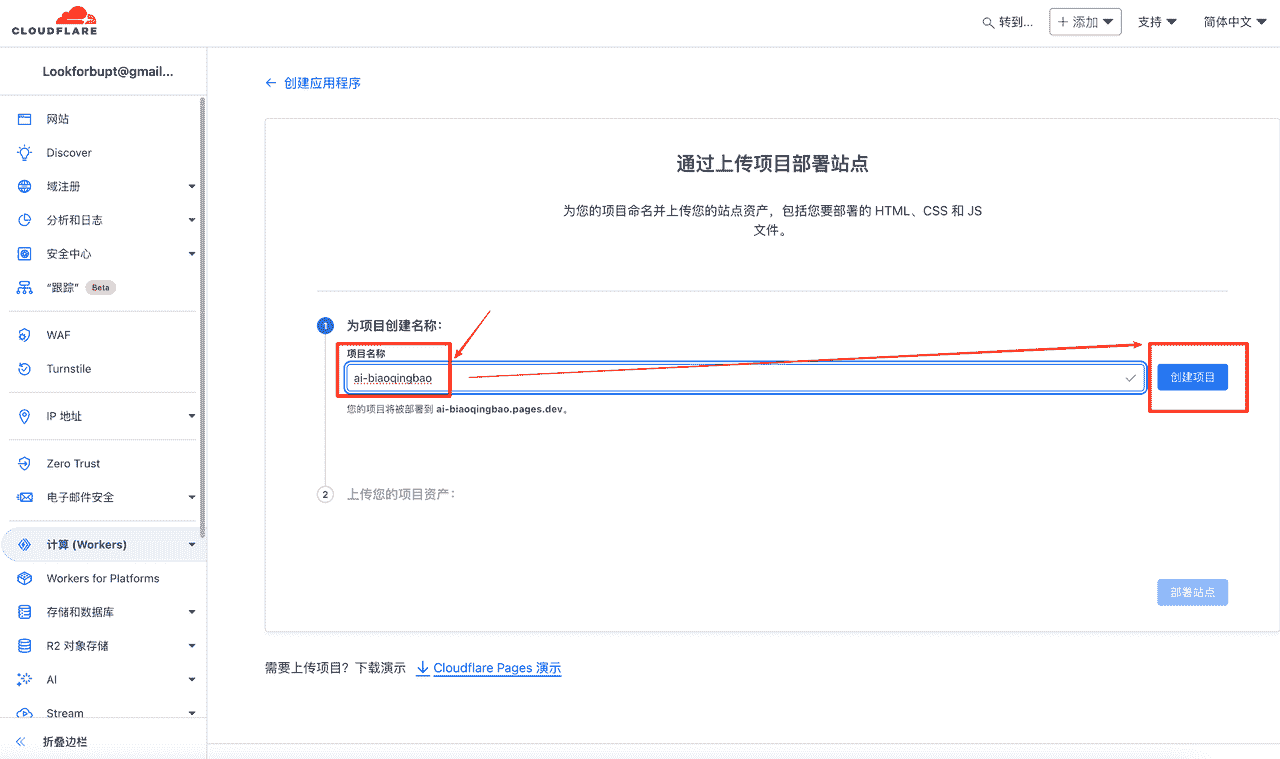 CLOUDFLARE
转到...
+ 添加
支持
简体中文
Lookforbupt@gmail...
网站
Discover
域注册
分析和日志
安全中心
“跟踪” Beta
WAF
Turnstile
IP 地址
Zero Trust
电子邮件安全
计算 (Workers)
Workers for Platforms
存储和数据库
R2 对象存储
AI
Stream
折叠边栏
← 创建应用程序
通过上传项目部署站点
为您的项目命名并上传您的站点资产，包括您要部署的 HTML、CSS 和 JS
文件。
1 为项目创建名称：
项目名称
ai-biaoqingbao
创建项目
您的项目将被部署到 ai-biaoqingbao.pages.dev。
2 上传您的项目资产：
部署站点
需要上传项目？下载演示 Cloudflare Pages 演示